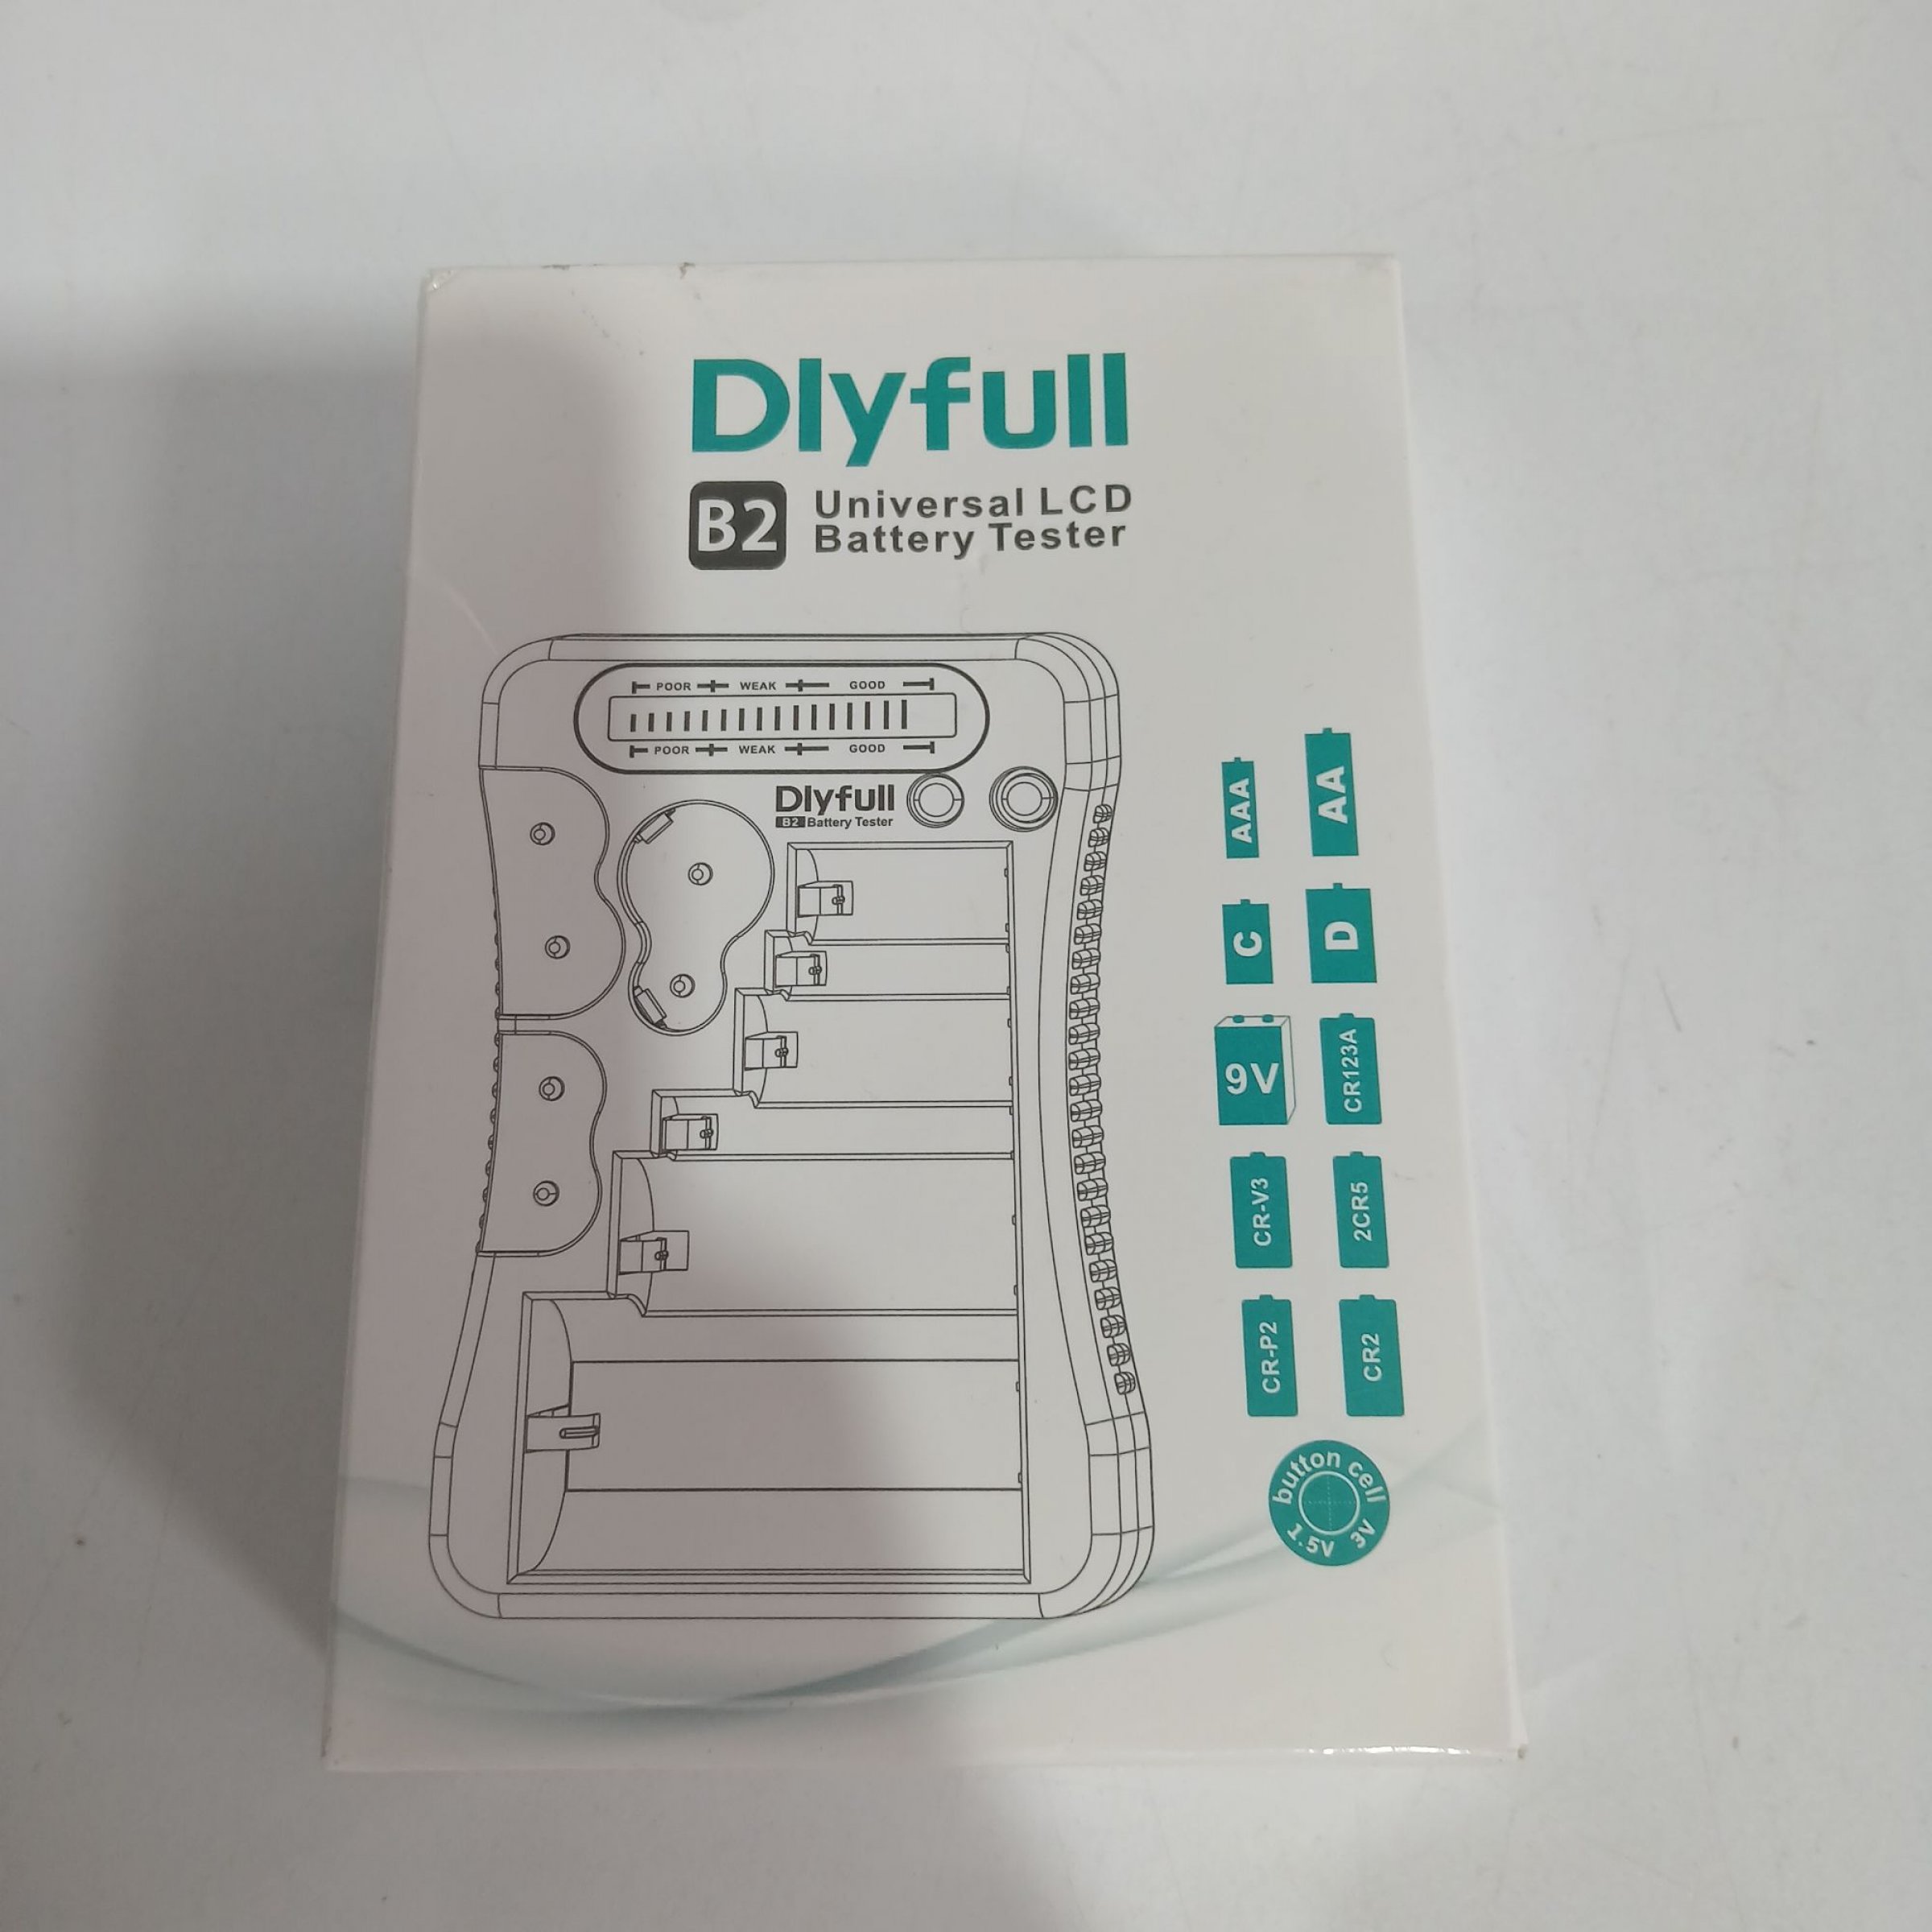 Dlyfull
B2 Universal LCD
Battery Tester
POOR WEAK GOOD
POOR WEAK GOOD
Dlyfull
B2 Battery Tester
AAA AA
C D
9V CR123A
CR-V3 2CR5
CR-P2 CR2
button cell
1.5V 3V